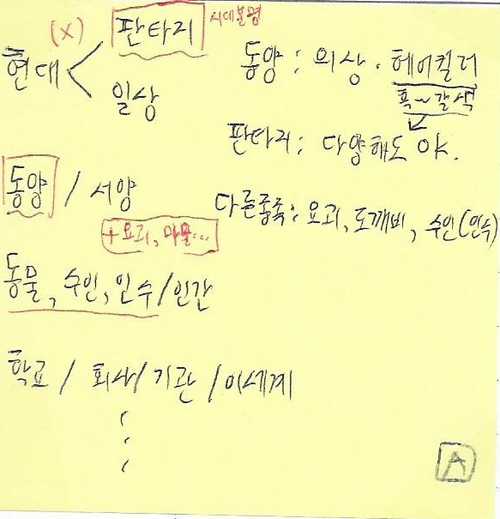 (X)
현대 < 판타지 시대불명
일상
동양 / 서양
+요괴, 마물...
동물, 수인, 인수 / 인간
학교 / 회사 / 기관 / 이세계
동양 : 의상 · 헤어컬러
흑~갈색
판타지 : 다양해도 OK.
다른종족 : 요괴, 도깨비, 수인(인수)
A